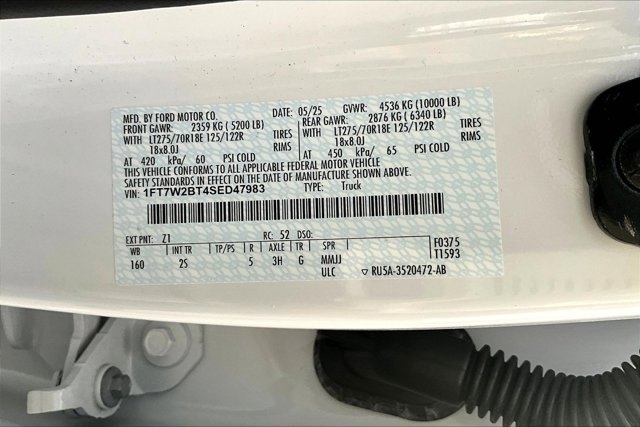 MFD. BY FORD MOTOR CO. DATE: 05/25 GVWR: 4536 KG (10000 LB)
FRONT GAWR: 2359 KG ( 5200 LB) REAR GAWR: 2876 KG ( 6340 LB)
WITH LT275/70R18E 125/122R TIRES WITH LT275/70R18E 125/122R TIRES
18x8.0J RIMS 18x8.0J RIMS
AT 420 kPa/ 60 PSI COLD AT 450 kPa/ 65 PSI COLD
THIS VEHICLE CONFORMS TO ALL APPLICABLE FEDERAL MOTOR VEHICLE
SAFETY STANDARDS IN EFFECT ON THE DATE OF MANUFACTURE SHOWN ABOVE.
VIN: 1FT7W2BT4SED47983 TYPE: Truck
EXT PNT: Z1 RC: 52 DSO: F0375
WB INT TR TP/PS R AXLE TR SPR T1593
160 2S 5 3H G MMJJ
ULC RU5A-3520472-AB